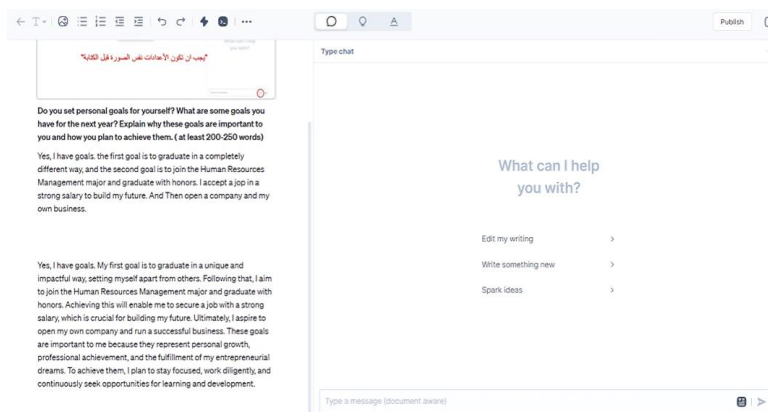 Publish
What can I help
you with?
"يجب ان تكون الأعدادات نفس الصورة قبل الكتابة"
Type chat
Do you set personal goals for yourself? What are some goals you
have for the next year? Explain why these goals are important to
you and how you plan to achieve them. ( at least 200-250 words)
Yes, I have goals. the first goal is to graduate in a completely
different way, and the second goal is to join the Human Resources
Management major and graduate with honors. I accept a jop in a
strong salary to build my future. And Then open a company and my
own business.
Yes, I have goals. My first goal is to graduate in a unique and
impactful way, setting myself apart from others. Following that, I aim
to join the Human Resources Management major and graduate with
honors. Achieving this will enable me to secure a job with a strong
salary, which is crucial for building my future. Ultimately, I aspire to
open my own company and run a successful business. These goals
are important to me because they represent personal growth,
professional achievement, and the fulfillment of my entrepreneurial
dreams. To achieve them, I plan to stay focused, work diligently, and
continuously seek opportunities for learning and development.
What can I help
you with?
Edit my writing
Write something new
Spark ideas
Type a message (document aware)